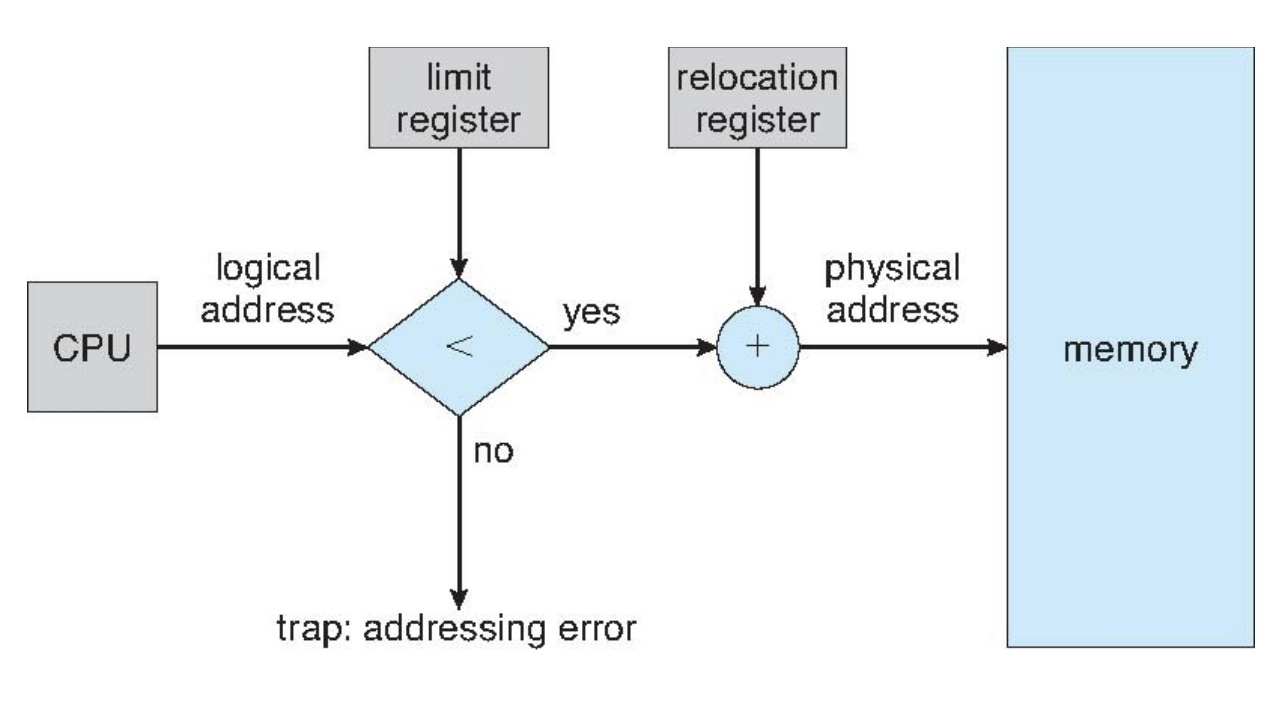 limit
register
relocation
register
logical
address
yes
physical
address
CPU
<
+
memory
no
trap: addressing error